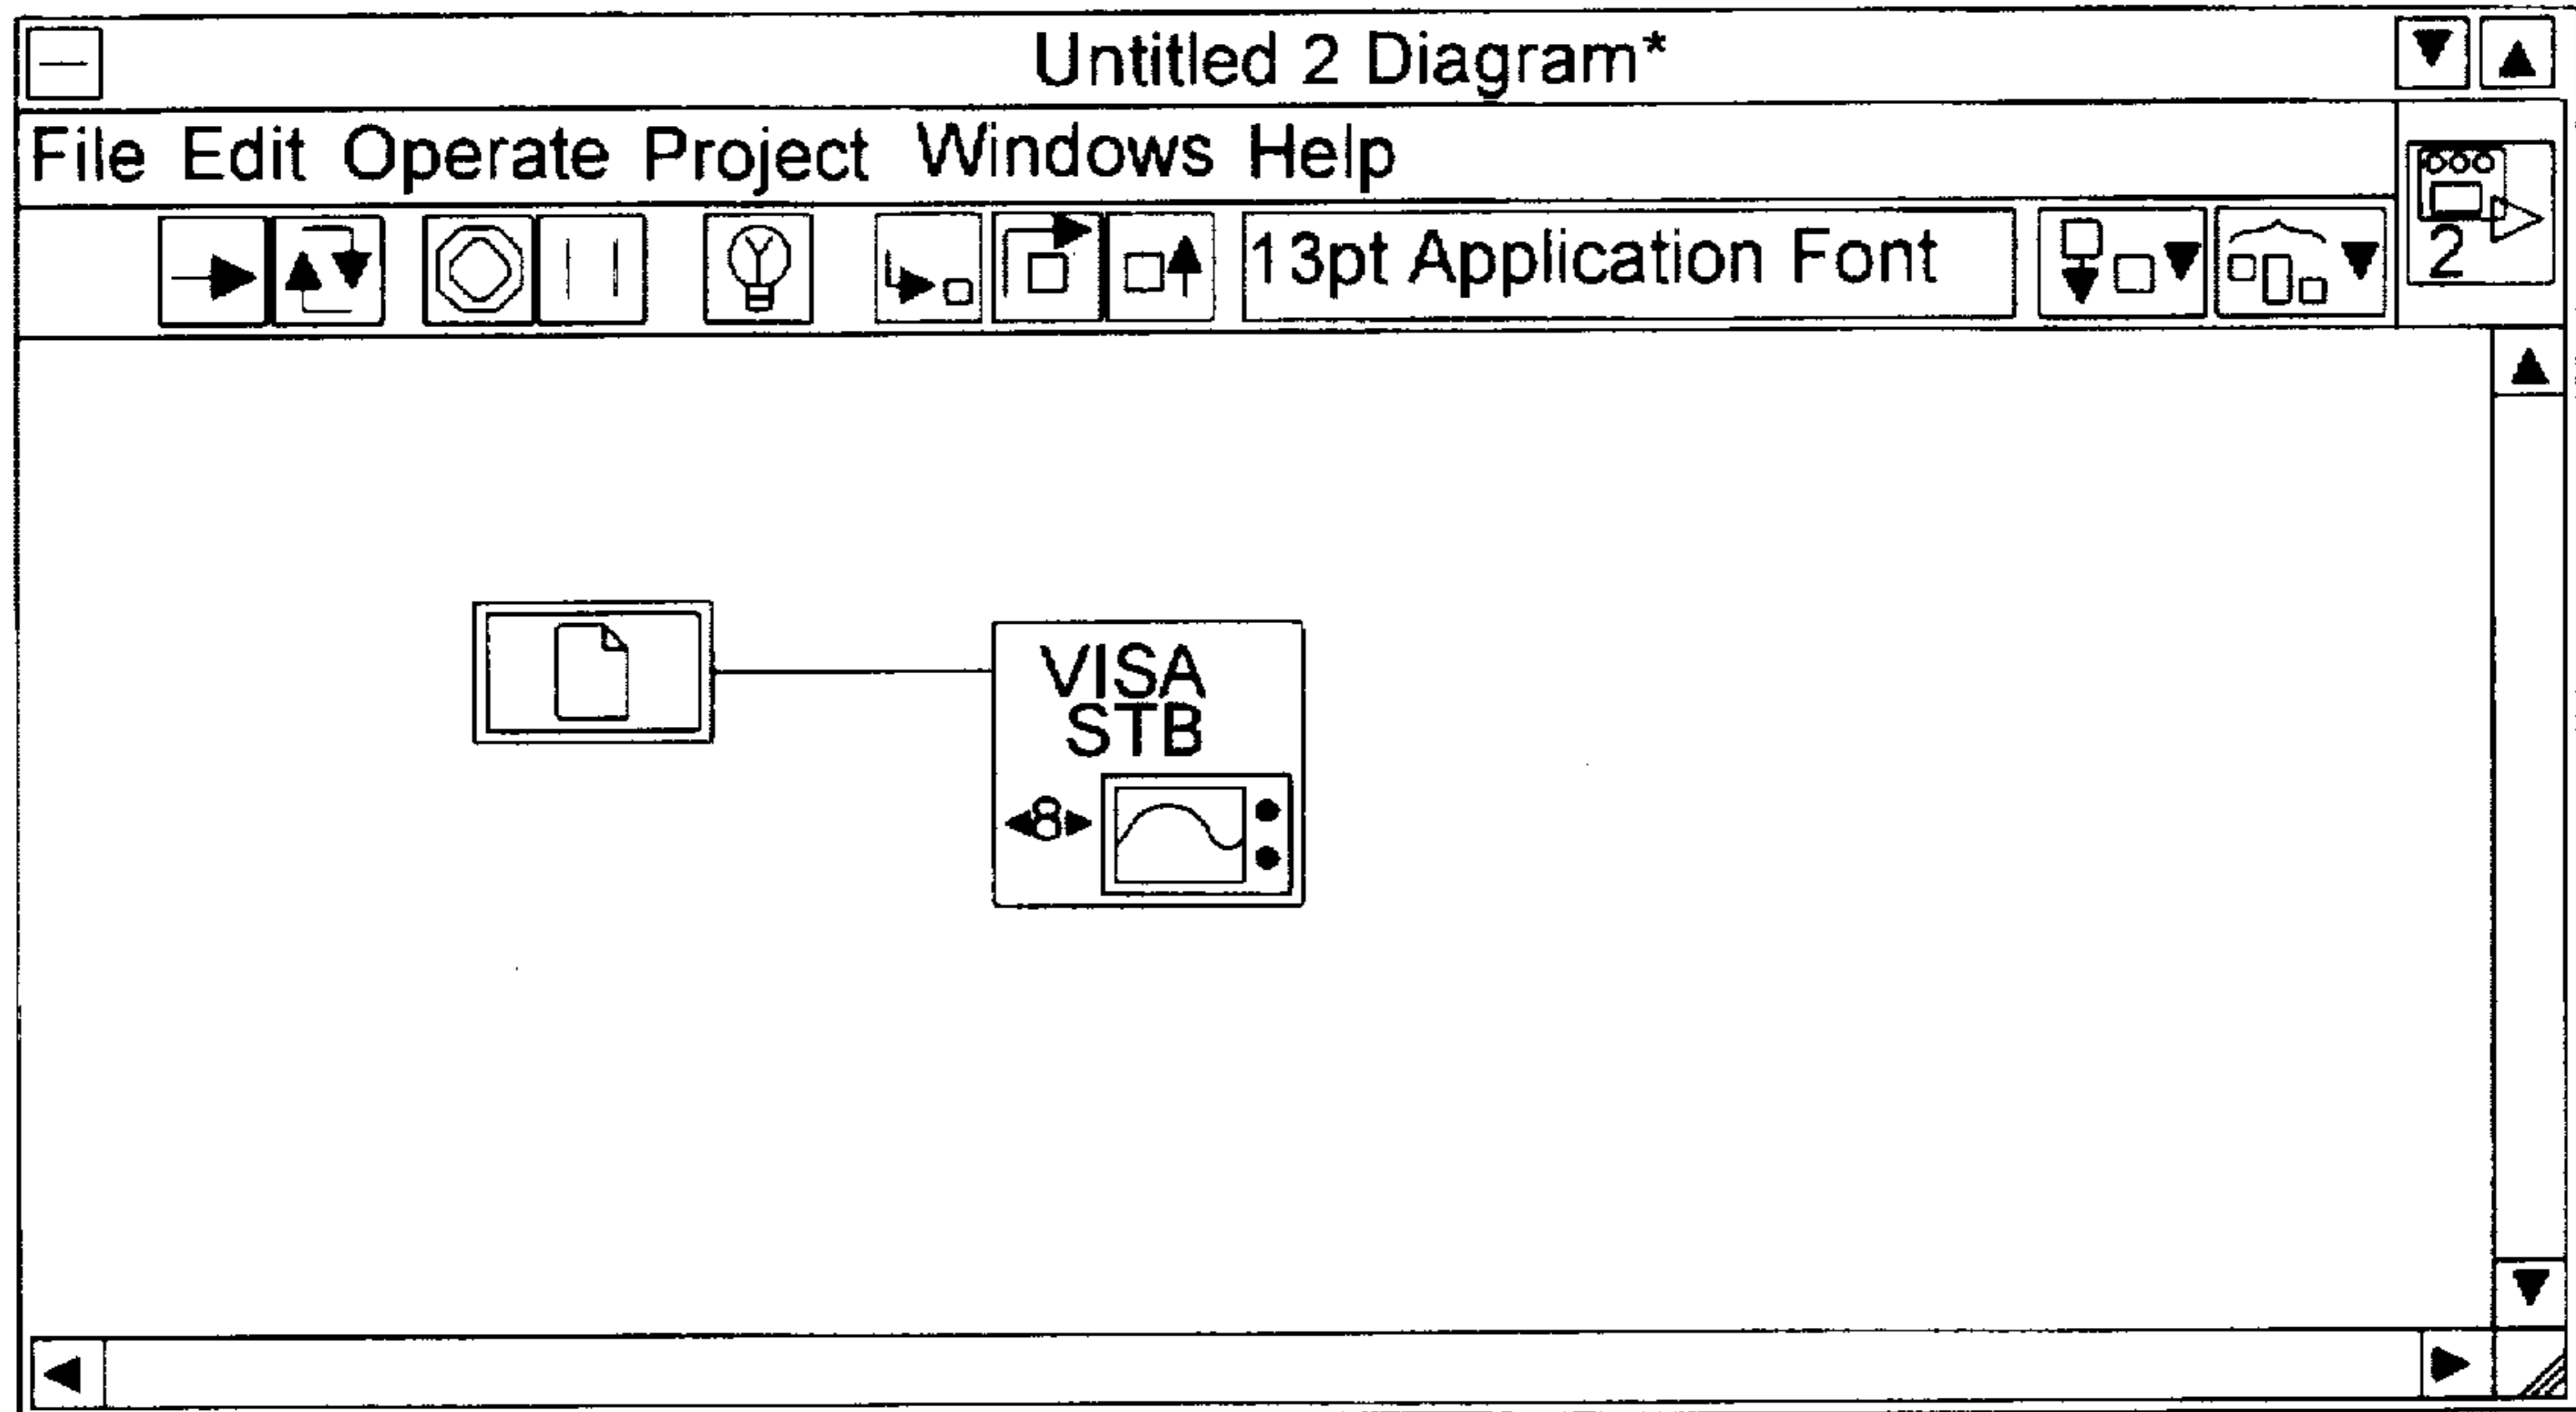 Untitled 2 Diagram*
File Edit Operate Project Windows Help
13pt Application Font
2
VISA
STB
8